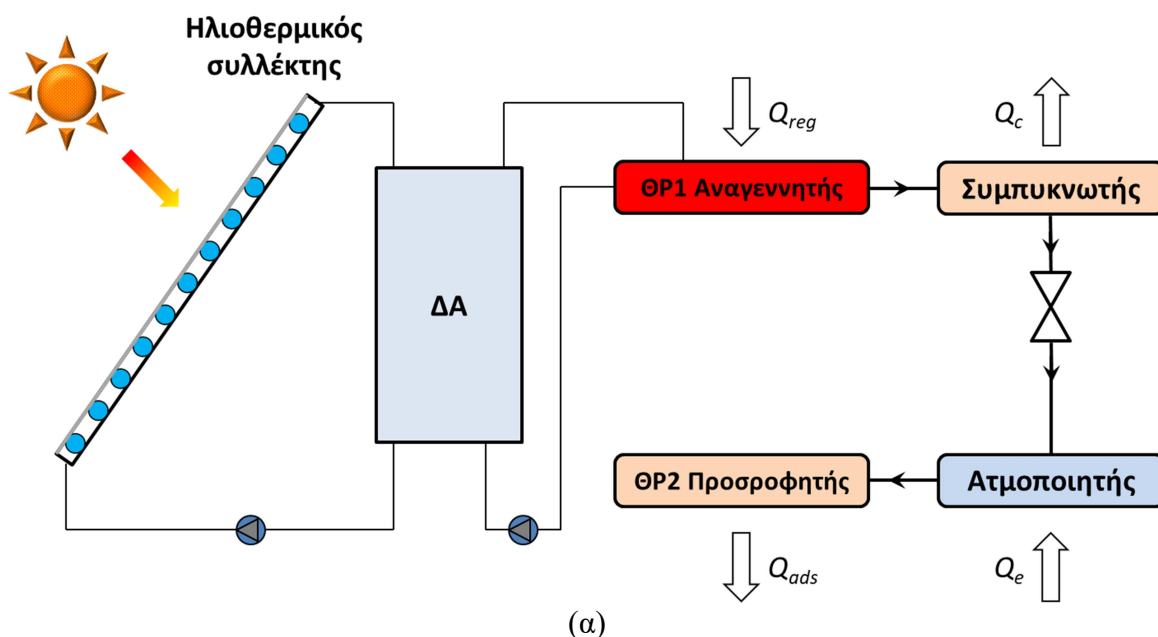 Ηλιοθερμικός
συλλέκτης
Q_reg
Q_c
ΘΡ1 Αναγεννητής
Συμπυκνωτής
ΔΑ
ΘΡ2 Προσροφητής
Ατμοποιητής
Q_ads
Q_e
(α)